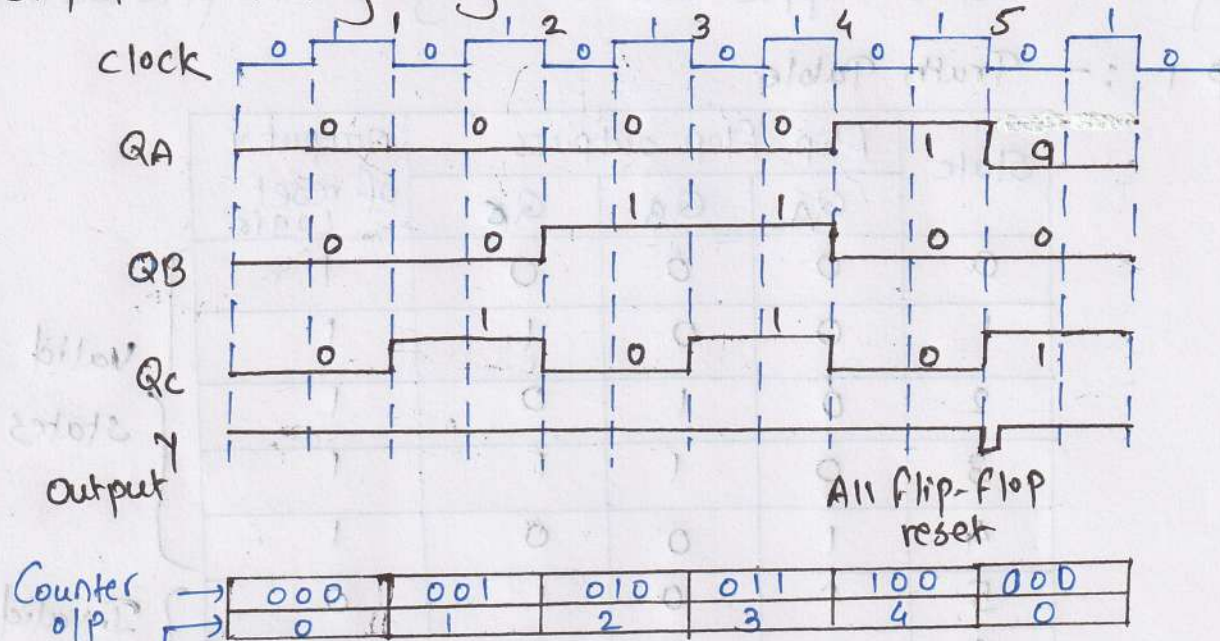 1 1 1 2 1 3 1 4 1 5 1
clock 0 0 0 0 0 0 0
QA 0 0 0 0 1 0
QB 0 0 1 1 0 0
Qc 0 1 0 1 0 1
Y
Output
All flip-flop
reset
Counter → 000 001 010 011 100 000
o/p → 0 1 2 3 4 0